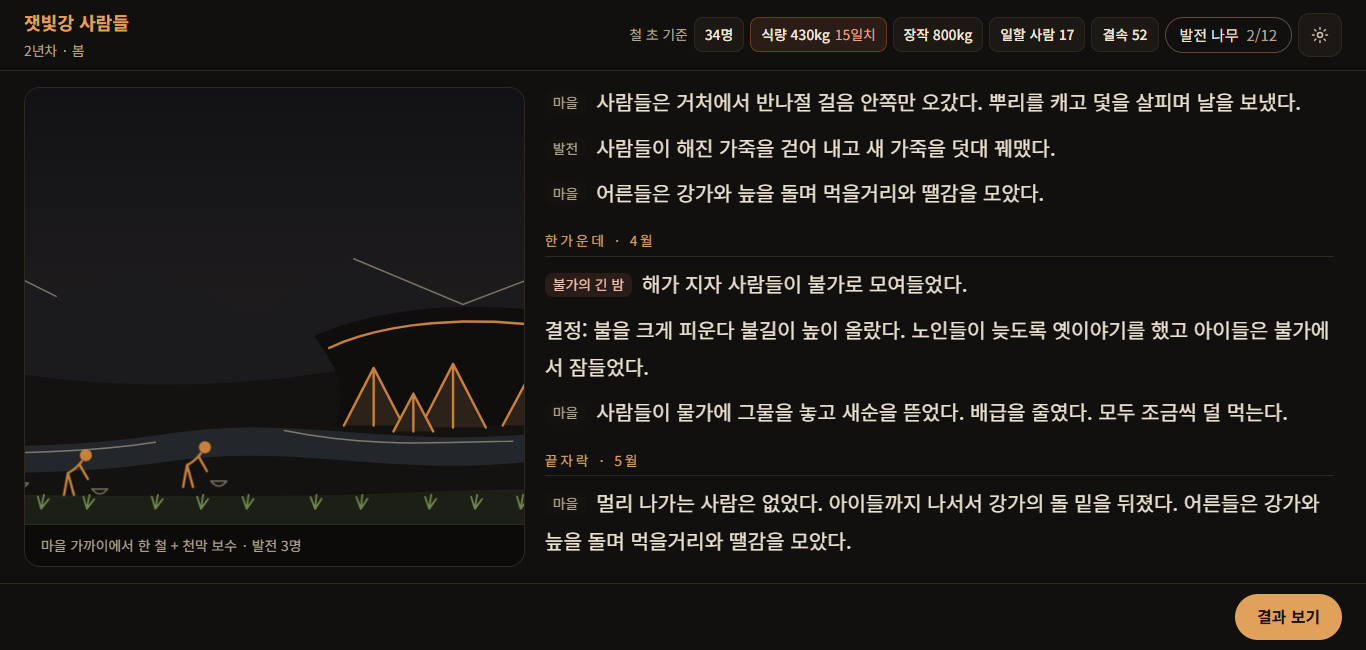 잿빛강 사람들
2년차 · 봄
철 초 기준 34명 식량 430kg 15일치 장작 800kg 일할 사람 17 결속 52 발전 나무 2/12
마을 사람들은 거처에서 반나절 걸음 안쪽만 오갔다. 뿌리를 캐고 덫을 살피며 날을 보냈다.
발전 사람들이 해진 가죽을 걷어 내고 새 가죽을 덧대 꿰맸다.
마을 어른들은 강가와 늪을 돌며 먹을거리와 땔감을 모았다.
한가운데 · 4월
불가의 긴 밤 해가 지자 사람들이 불가로 모여들었다.
결정: 불을 크게 피운다 불길이 높이 올랐다. 노인들이 늦도록 옛이야기를 했고 아이들은 불가에
서 잠들었다.
마을 사람들이 물가에 그물을 놓고 새순을 뜯었다. 배급을 줄였다. 모두 조금씩 덜 먹는다.
끝자락 · 5월
마을 멀리 나가는 사람은 없었다. 아이들까지 나서서 강가의 돌 밑을 뒤졌다. 어른들은 강가와
늪을 돌며 먹을거리와 땔감을 모았다.
마을 가까이에서 한 철 + 천막 보수 · 발전 3명
결과 보기